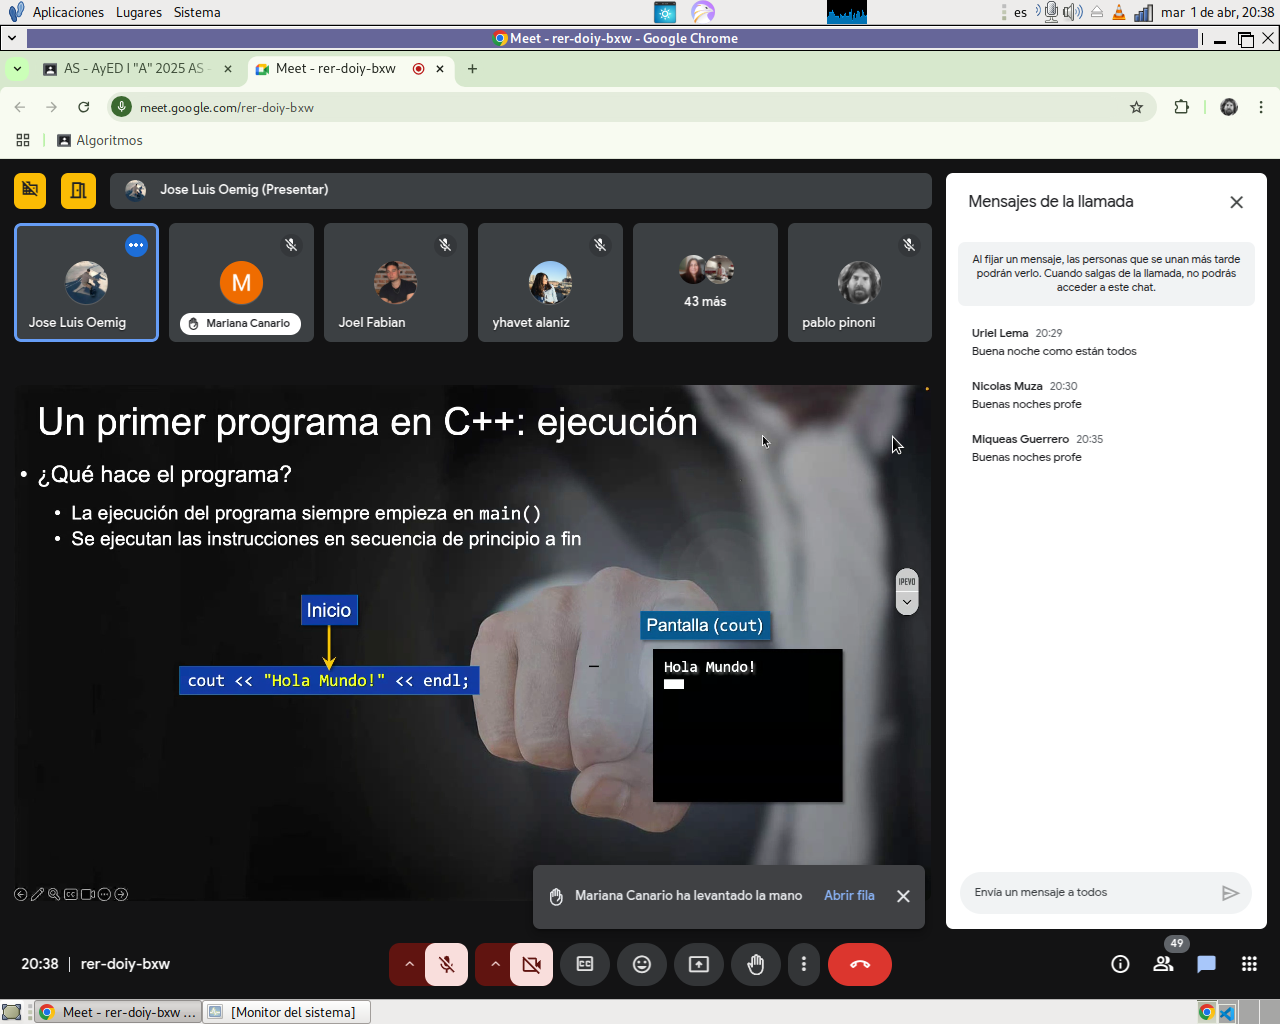 Aplicaciones Lugares Sistema es mar 1 de abr, 20:38
Meet - rer-doiy-bxw - Google Chrome
AS - AyED I "A" 2025 AS - Meet - rer-doiy-bxw
meet.google.com/rer-doiy-bxw
Algoritmos
Jose Luis Oemig (Presentar)
Jose Luis Oemig
M
Mariana Canario
Joel Fabian
yhavet alaniz
43 más
pablo pinoni
Un primer programa en C++: ejecución
• ¿Qué hace el programa?
• La ejecución del programa siempre empieza en main()
• Se ejecutan las instrucciones en secuencia de principio a fin
Inicio
cout << "Hola Mundo!" << endl;
Pantalla (cout)
Hola Mundo!
IPEVO
Mariana Canario ha levantado la mano Abrir fila
Mensajes de la llamada
Al fijar un mensaje, las personas que se unan más tarde
podrán verlo. Cuando salgas de la llamada, no podrás
acceder a este chat.
Uriel Lema 20:29
Buena noche como están todos
Nicolas Muza 20:30
Buenas noches profe
Miqueas Guerrero 20:35
Buenas noches profe
Envía un mensaje a todos
20:38 | rer-doiy-bxw
49
Meet - rer-doiy-bxw ... [Monitor del sistema]